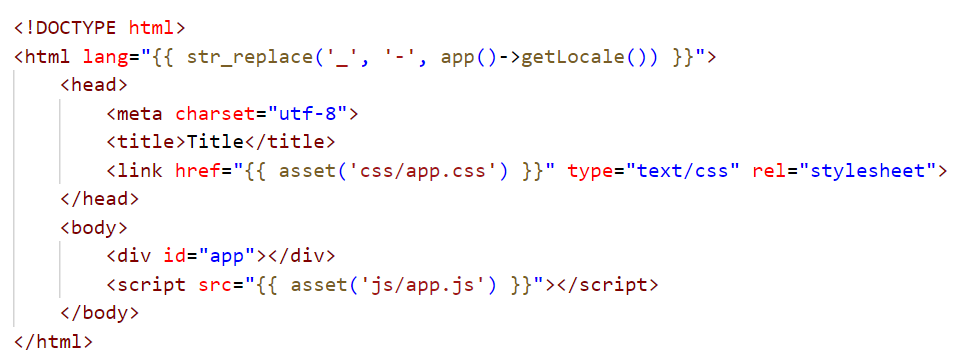 <!DOCTYPE html>
<html lang="{{ str_replace('_', '-', app()->getLocale()) }}">
    <head>
        <meta charset="utf-8">
        <title>Title</title>
        <link href="{{ asset('css/app.css') }}" type="text/css" rel="stylesheet">
    </head>
    <body>
        <div id="app"></div>
        <script src="{{ asset('js/app.js') }}"></script>
    </body>
</html>